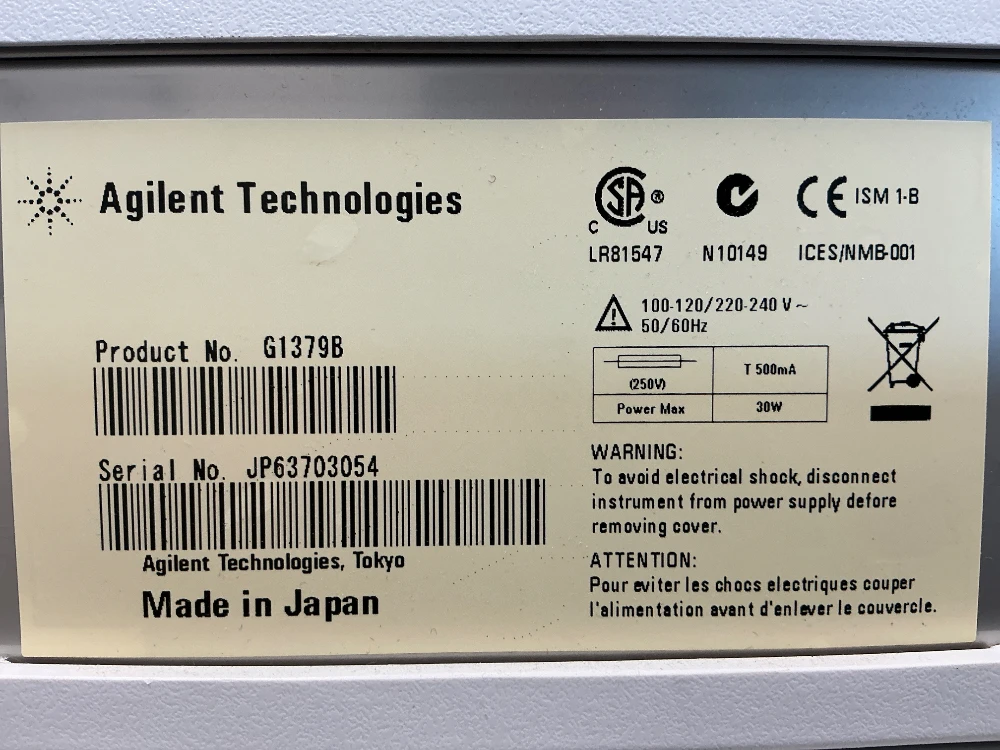 Agilent Technologies
C SA ® US
CE ISM 1-B
LR81547 N10149 ICES/NMB-001
100-120/220-240 V ~
50/60Hz
Product No. G1379B
(250V) T 500mA
Power Max 30W
Serial No. JP63703054
Agilent Technologies, Tokyo
Made in Japan
WARNING:
To avoid electrical shock, disconnect
instrument from power supply defore
removing cover.
ATTENTION:
Pour eviter les chocs electriques couper
l'alimentation avant d'enlever le couvercle.